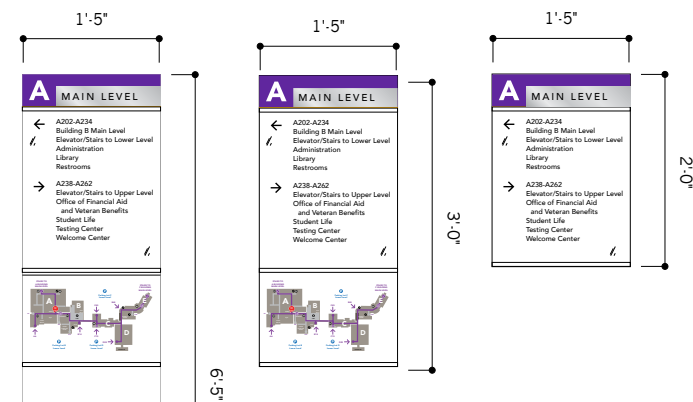 1'-5"
1'-5"
1'-5"
A MAIN LEVEL
A202-A234
Building B Main Level
Elevator/Stairs to Lower Level
Administration
Library
Restrooms
A238-A262
Elevator/Stairs to Upper Level
Office of Financial Aid
and Veteran Benefits
Student Life
Testing Center
Welcome Center
A
B
D
E
6'-5"
A MAIN LEVEL
A202-A234
Building B Main Level
Elevator/Stairs to Lower Level
Administration
Library
Restrooms
A238-A262
Elevator/Stairs to Upper Level
Office of Financial Aid
and Veteran Benefits
Student Life
Testing Center
Welcome Center
A
B
D
E
3'-0"
A MAIN LEVEL
A202-A234
Building B Main Level
Elevator/Stairs to Lower Level
Administration
Library
Restrooms
A238-A262
Elevator/Stairs to Upper Level
Office of Financial Aid
and Veteran Benefits
Student Life
Testing Center
Welcome Center
2'-0"